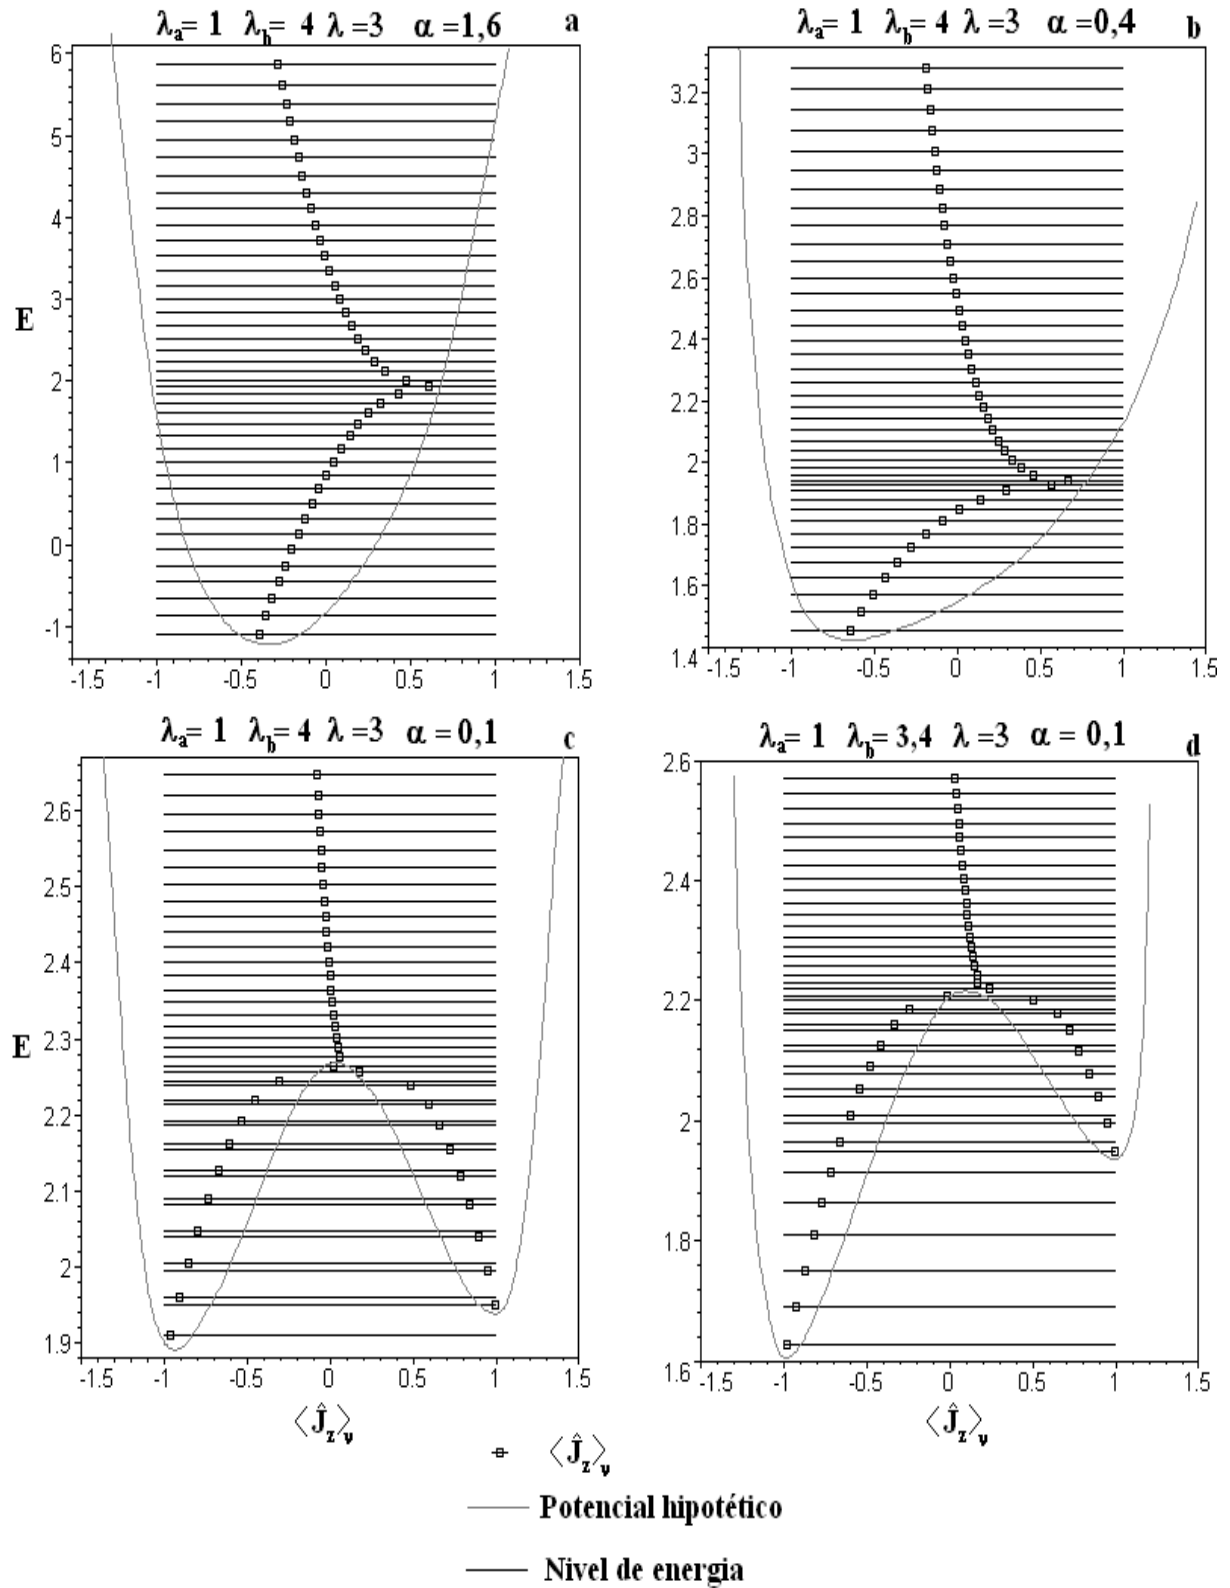 λa= 1 λb= 4 λ =3 α =1,6 a
λa= 1 λb= 4 λ =3 α =0,4 b
6
5
4
3
2
1
0
-1
E
-1.5 -1 -0.5 0 0.5 1 1.5
3.2
3
2.8
2.6
2.4
2.2
2
1.8
1.6
1.4
-1.5 -1 -0.5 0 0.5 1 1.5
λa= 1 λb= 4 λ =3 α = 0,1 c
λa= 1 λb= 3,4 λ =3 α = 0,1 d
2.6
2.5
2.4
2.3
2.2
2.1
2
1.9
E
-1.5 -1 -0.5 0 0.5 1 1.5
⟨Ĵz⟩ν
2.6
2.4
2.2
2
1.8
1.6
-1.5 -1 -0.5 0 0.5 1 1.5
⟨Ĵz⟩ν
⟨Ĵz⟩ν
Potencial hipotético
Nivel de energia